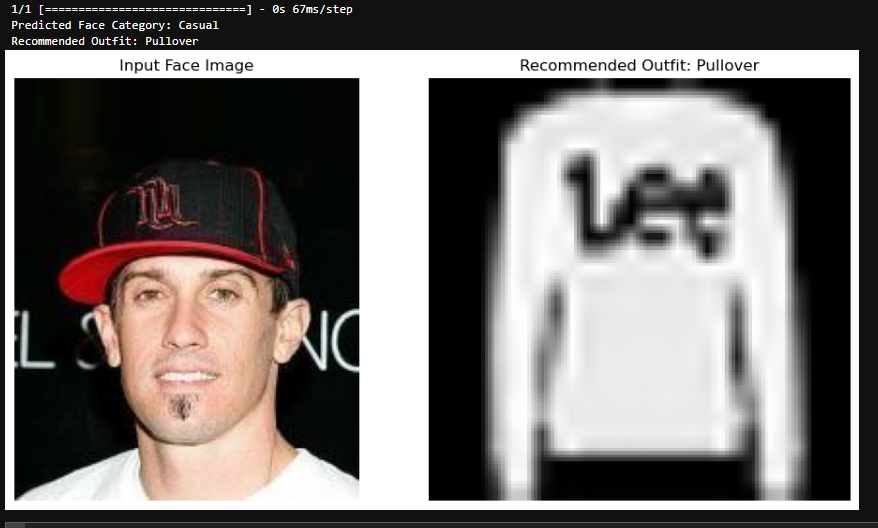 1/1 [==============================] - 0s 67ms/step
Predicted Face Category: Casual
Recommended Outfit: Pullover
Input Face Image
Recommended Outfit: Pullover
EL
NC